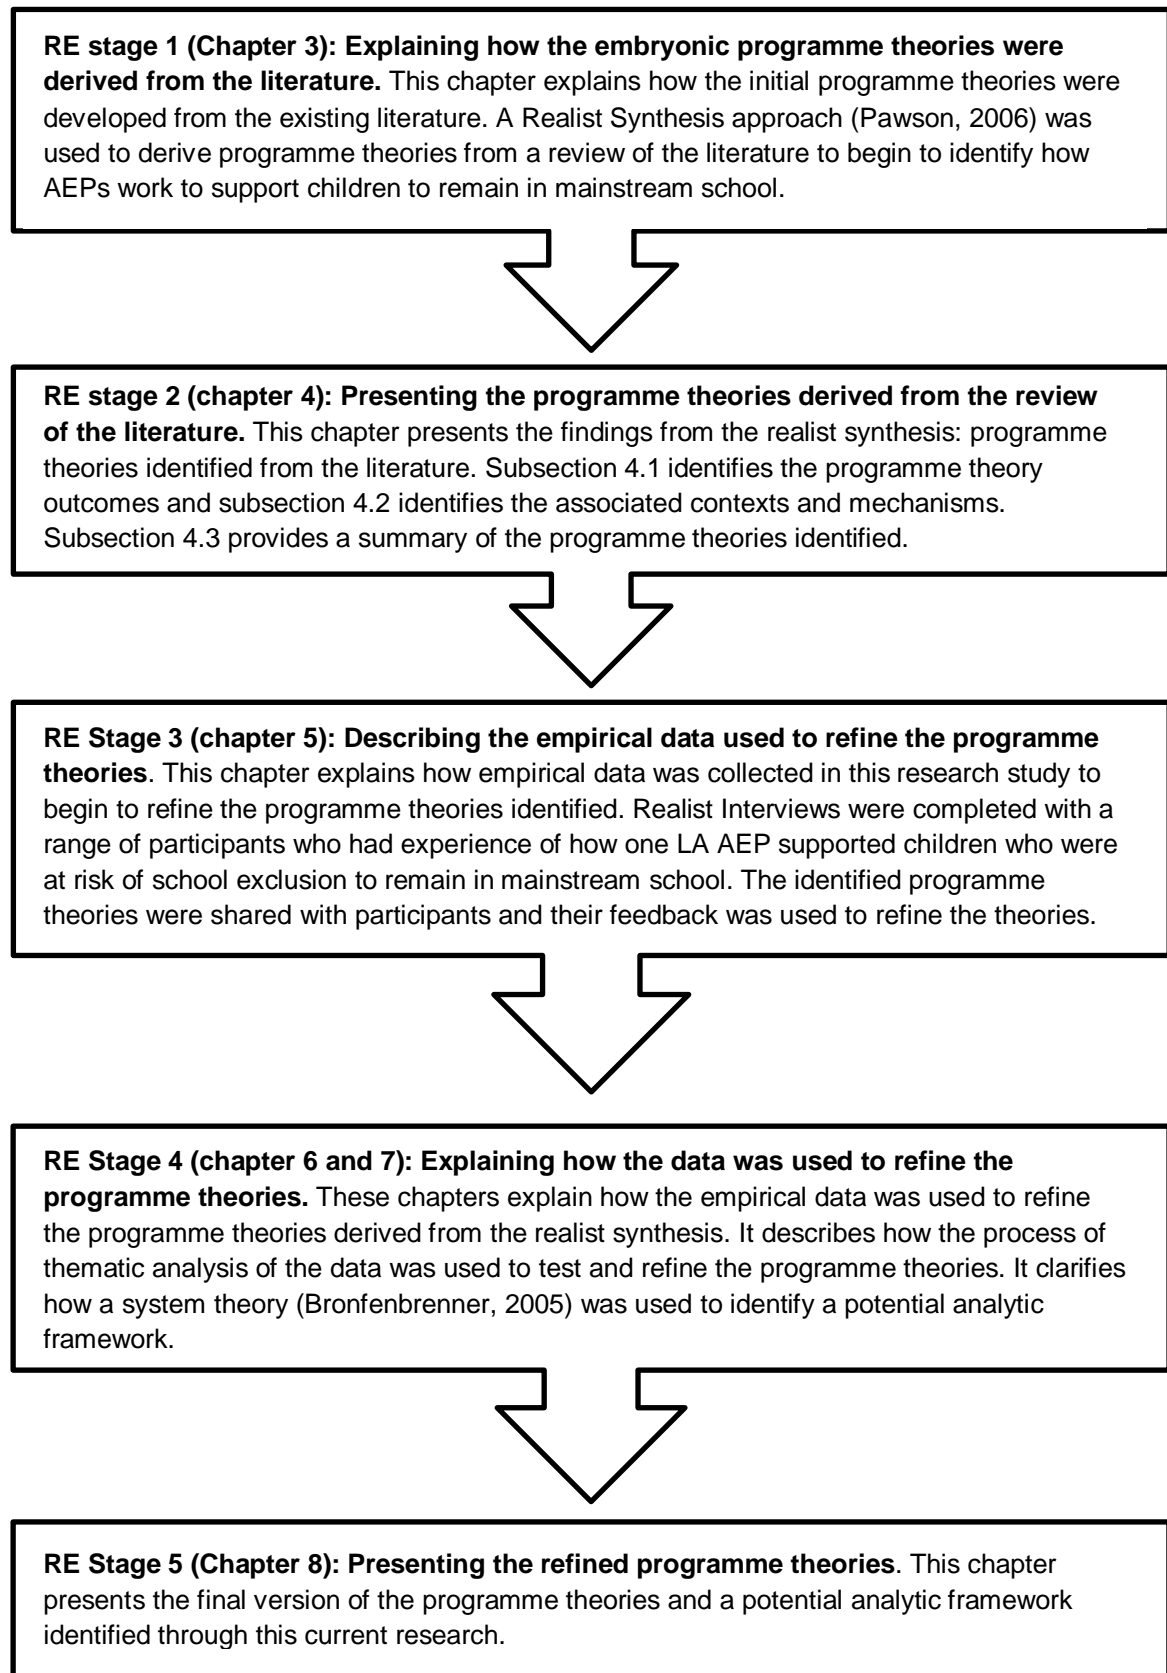 RE stage 1 (Chapter 3): Explaining how the embryonic programme theories were
derived from the literature. This chapter explains how the initial programme theories were
developed from the existing literature. A Realist Synthesis approach (Pawson, 2006) was
used to derive programme theories from a review of the literature to begin to identify how
AEPs work to support children to remain in mainstream school.
RE stage 2 (chapter 4): Presenting the programme theories derived from the review
of the literature. This chapter presents the findings from the realist synthesis: programme
theories identified from the literature. Subsection 4.1 identifies the programme theory
outcomes and subsection 4.2 identifies the associated contexts and mechanisms.
Subsection 4.3 provides a summary of the programme theories identified.
RE Stage 3 (chapter 5): Describing the empirical data used to refine the programme
theories. This chapter explains how empirical data was collected in this research study to
begin to refine the programme theories identified. Realist Interviews were completed with a
range of participants who had experience of how one LA AEP supported children who were
at risk of school exclusion to remain in mainstream school. The identified programme
theories were shared with participants and their feedback was used to refine the theories.
RE Stage 4 (chapter 6 and 7): Explaining how the data was used to refine the
programme theories. These chapters explain how the empirical data was used to refine
the programme theories derived from the realist synthesis. It describes how the process of
thematic analysis of the data was used to test and refine the programme theories. It clarifies
how a system theory (Bronfenbrenner, 2005) was used to identify a potential analytic
framework.
RE Stage 5 (Chapter 8): Presenting the refined programme theories. This chapter
presents the final version of the programme theories and a potential analytic framework
identified through this current research.